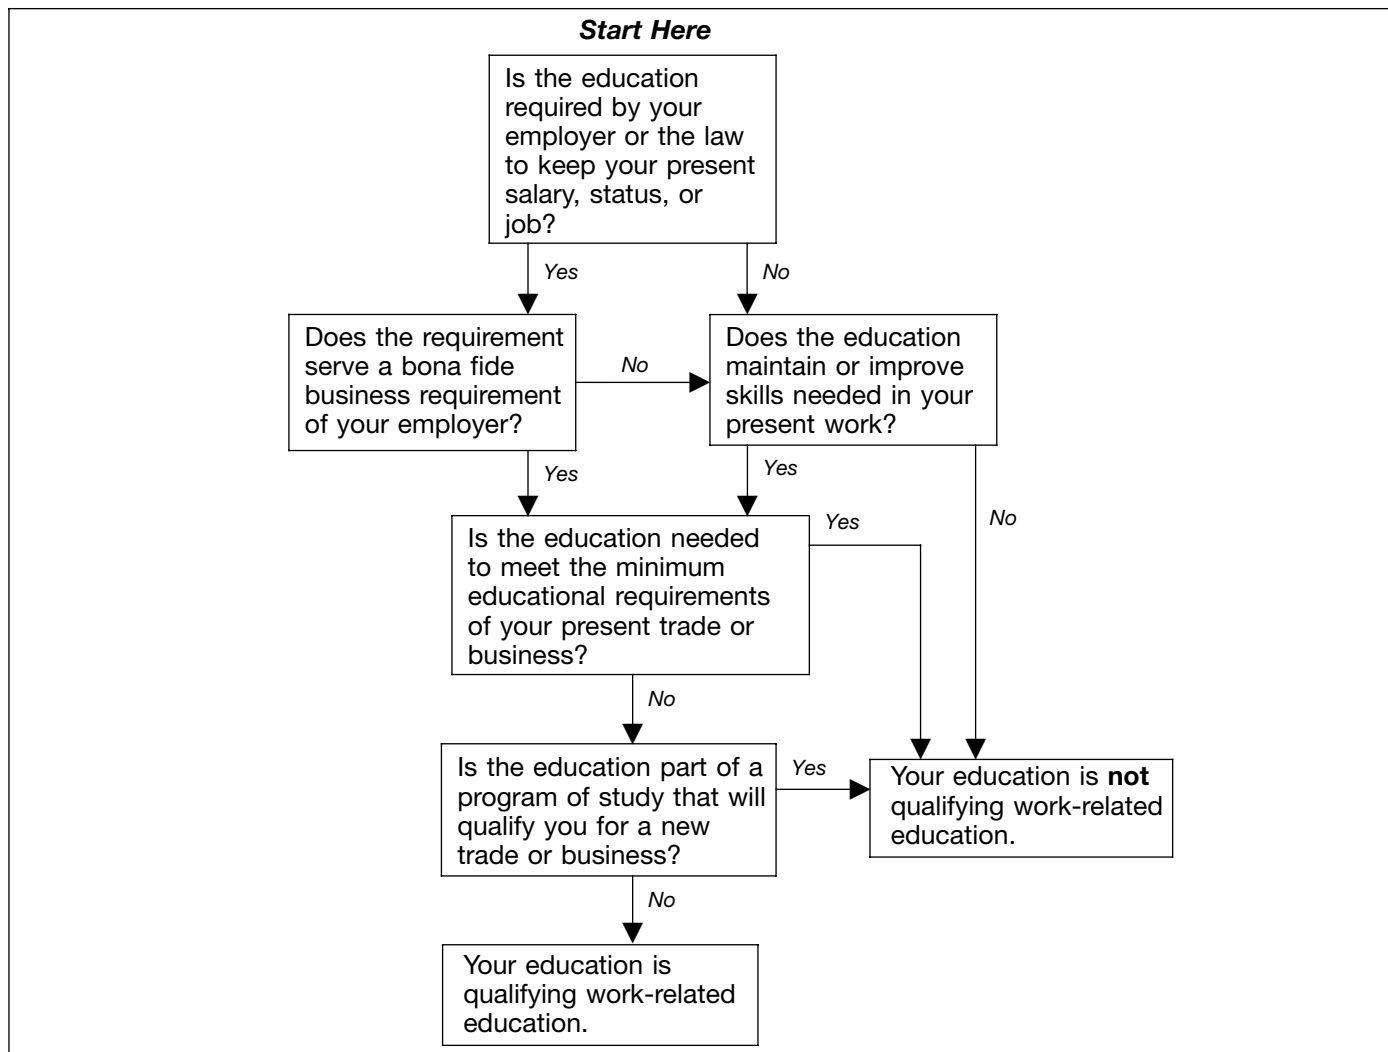 Start Here
Is the education
required by your
employer or the law
to keep your present
salary, status, or
job?
Yes
No
Does the requirement
serve a bona fide
business requirement
of your employer?
No
Does the education
maintain or improve
skills needed in your
present work?
Yes
Yes
No
Is the education needed
to meet the minimum
educational requirements
of your present trade or
business?
Yes
No
Is the education part of a
program of study that will
qualify you for a new
trade or business?
Yes
Your education is not
qualifying work-related
education.
No
Your education is
qualifying work-related
education.